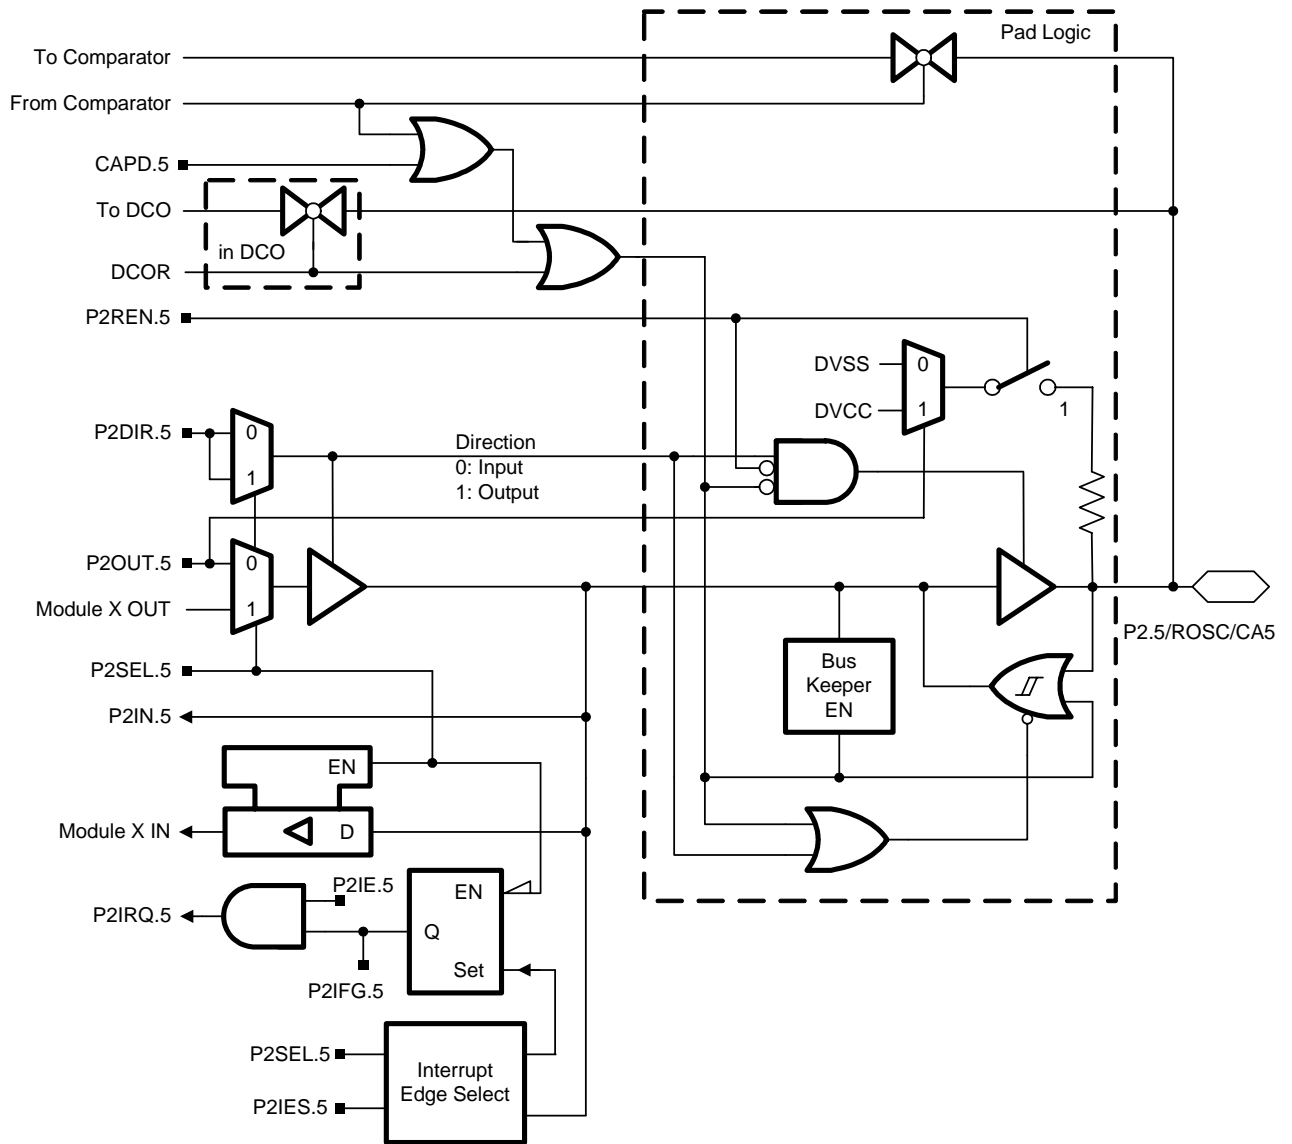 Pad Logic
To Comparator
From Comparator
CAPD.5
To DCO
in DCO
DCOR
P2REN.5
DVSS
0
DVCC
1
1
P2DIR.5
0
1
Direction
0: Input
1: Output
P2OUT.5
0
Module X OUT
1
P2.5/ROSC/CA5
P2SEL.5
Bus
Keeper
EN
P2IN.5
EN
Module X IN
D
P2IE.5
EN
P2IRQ.5
Q
Set
P2IFG.5
P2SEL.5
Interrupt
Edge Select
P2IES.5